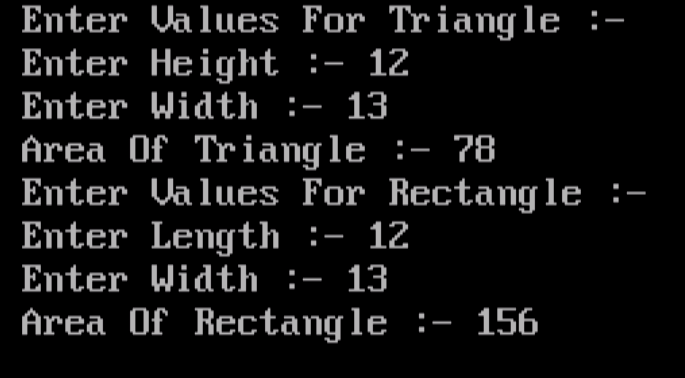 Enter Values For Triangle :-
Enter Height :- 12
Enter Width :- 13
Area Of Triangle :- 78
Enter Values For Rectangle :-
Enter Length :- 12
Enter Width :- 13
Area Of Rectangle :- 156